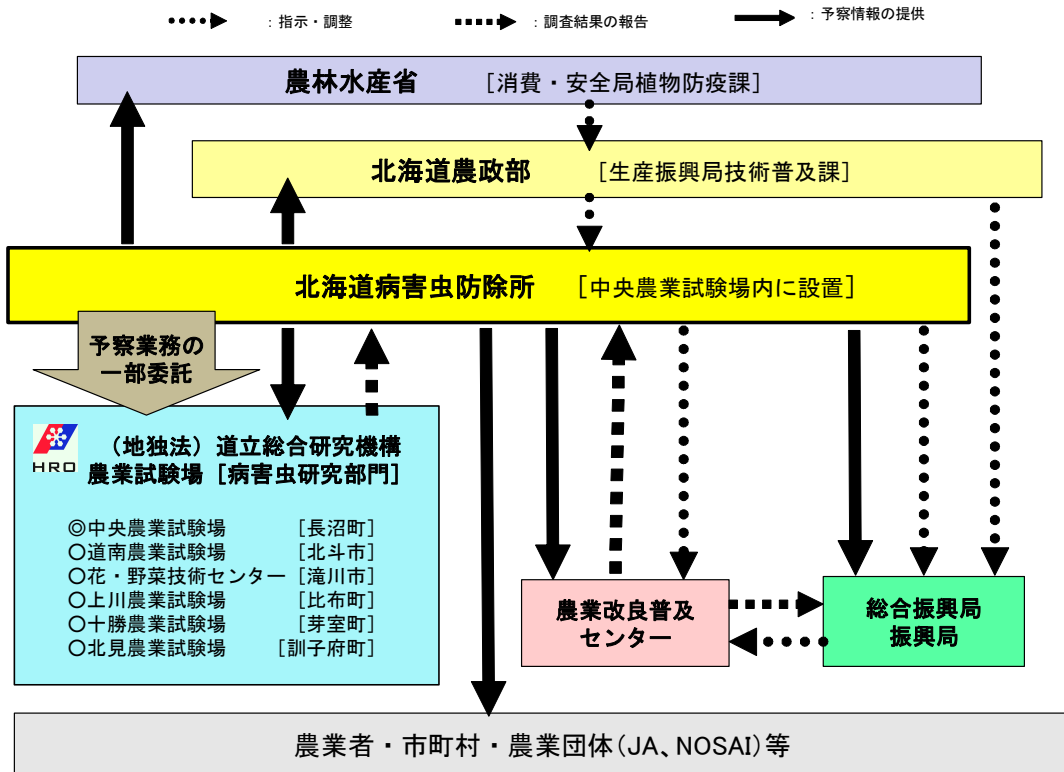 ：指示・調整
：調査結果の報告
：予察情報の提供
農林水産省 ［消費・安全局植物防疫課］
北海道農政部 ［生産振興局技術普及課］
北海道病害虫防除所 ［中央農業試験場内に設置］
予察業務の
一部委託
HRO
（地独法）道立総合研究機構
農業試験場［病害虫研究部門］
◎中央農業試験場 ［長沼町］
○道南農業試験場 ［北斗市］
○花・野菜技術センター ［滝川市］
○上川農業試験場 ［比布町］
○十勝農業試験場 ［芽室町］
○北見農業試験場 ［訓子府町］
農業改良普及
センター
総合振興局
振興局
農業者・市町村・農業団体（JA、NOSAI）等